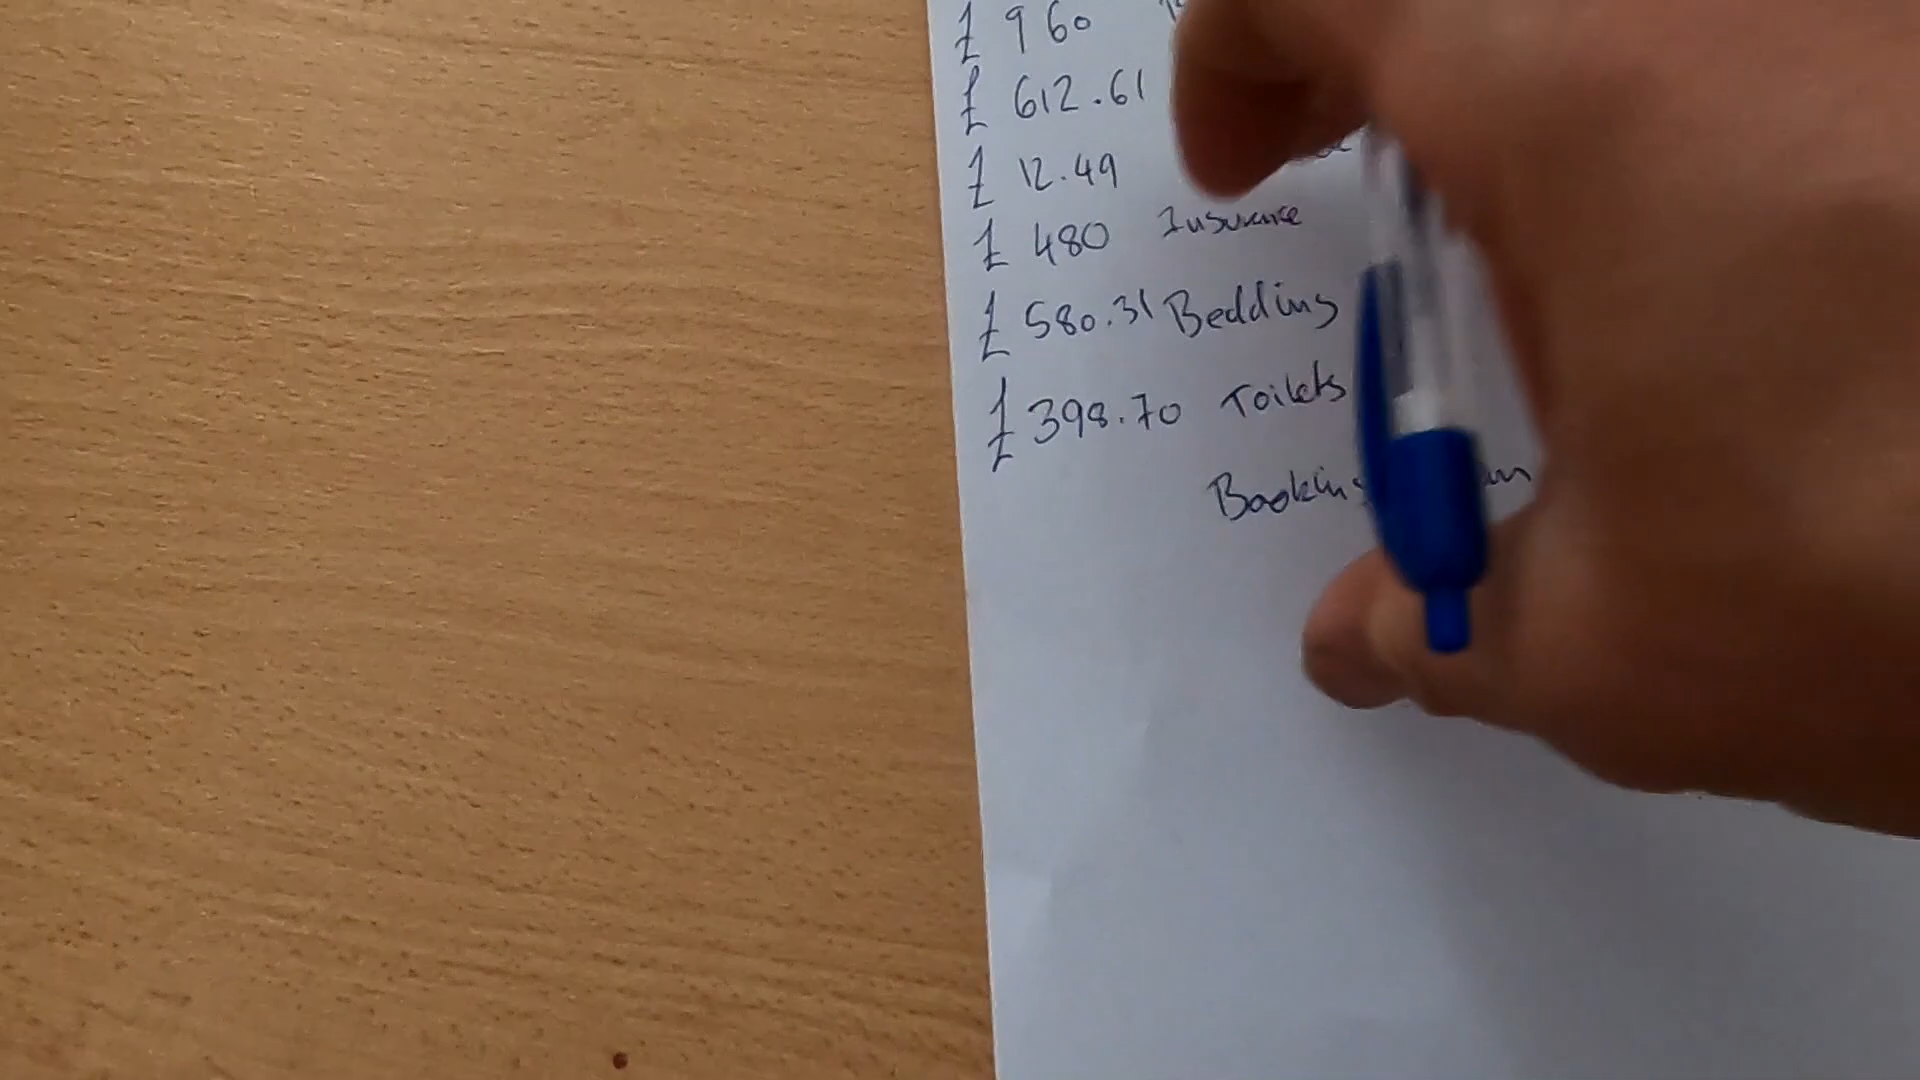 £ 960
£ 612.61
£ 12.49
£ 480 Insurance
£ 580.31 Bedding
£ 398.70 Toilets